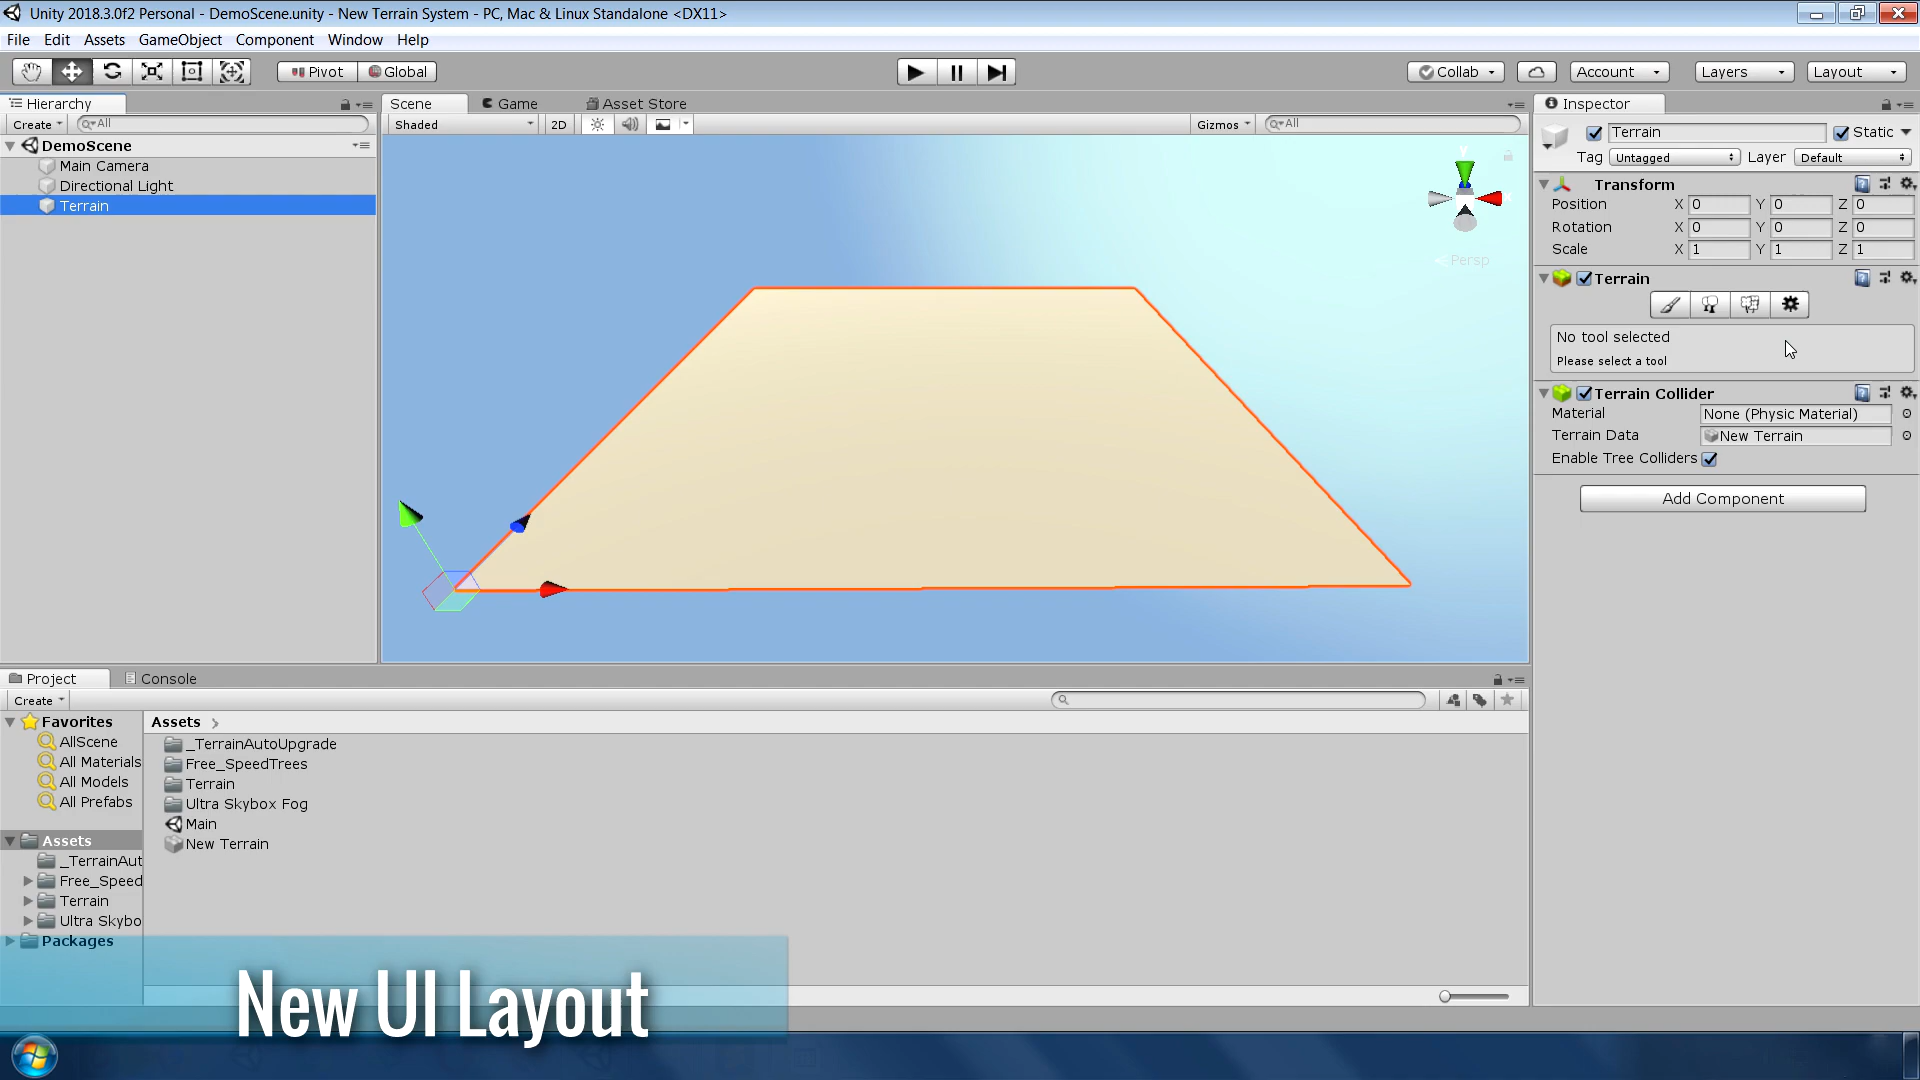 Unity 2018.3.0f2 Personal - DemoScene.unity - New Terrain System - PC, Mac & Linux Standalone <DX11>
File Edit Assets GameObject Component Window Help
Pivot Global Collab Account Layers Layout
Hierarchy
Create All
DemoScene
Main Camera
Directional Light
Terrain
Scene Game Asset Store
Shaded 2D Gizmos All
Y
Persp
Inspector
Terrain Static
Tag Untagged Layer Default
Transform
Position X 0 Y 0 Z 0
Rotation X 0 Y 0 Z 0
Scale X 1 Y 1 Z 1
Terrain
No tool selected
Please select a tool
Terrain Collider
Material None (Physic Material)
Terrain Data New Terrain
Enable Tree Colliders
Add Component
Project Console
Create
Favorites
AllScene
All Materials
All Models
All Prefabs
Assets
_TerrainAut
Free_Speed
Terrain
Ultra Skybo
Packages
Assets
_TerrainAutoUpgrade
Free_SpeedTrees
Terrain
Ultra Skybox Fog
Main
New Terrain
New UI Layout